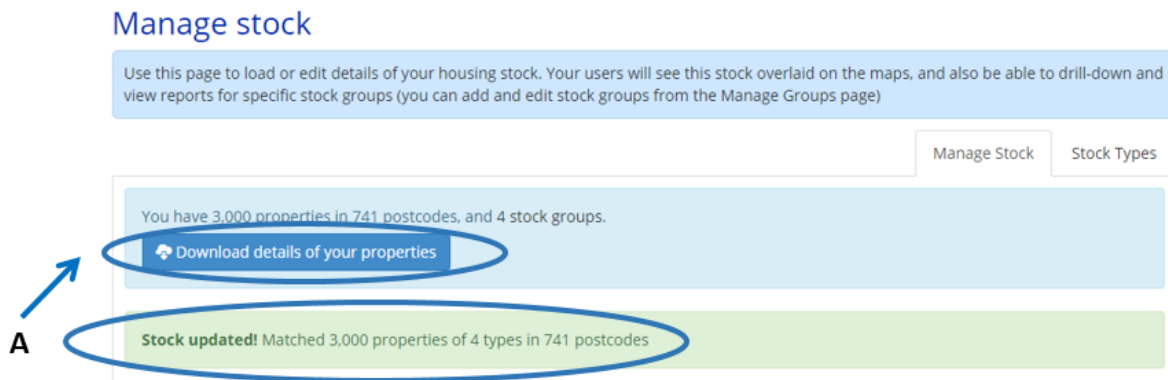 Manage stock
Use this page to load or edit details of your housing stock. Your users will see this stock overlaid on the maps, and also be able to drill-down and
view reports for specific stock groups (you can add and edit stock groups from the Manage Groups page)
Manage Stock Stock Types
You have 3,000 properties in 741 postcodes, and 4 stock groups.
Download details of your properties
A
Stock updated! Matched 3,000 properties of 4 types in 741 postcodes